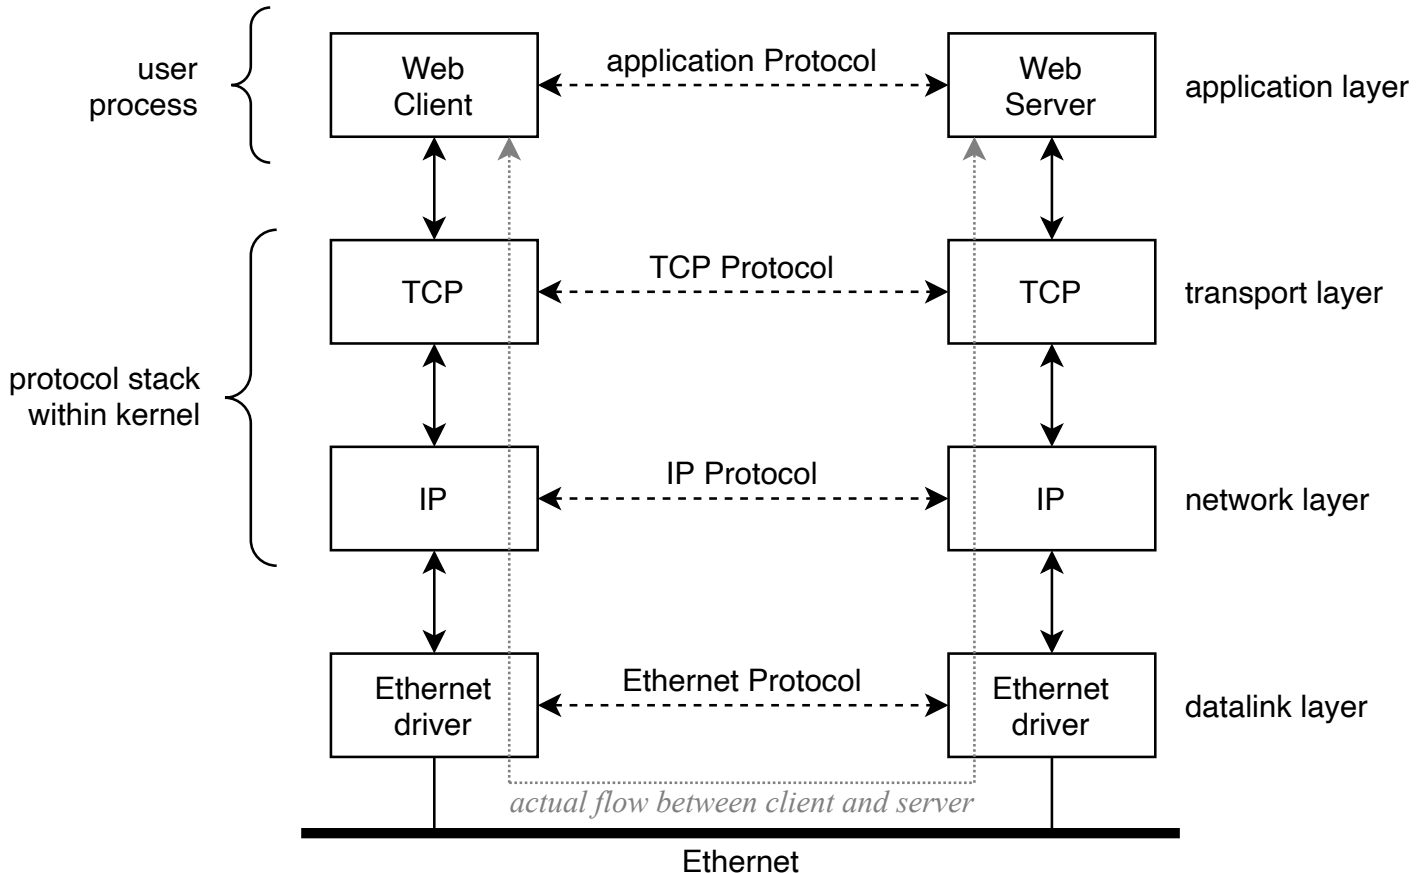 user
process
Web
Client
application Protocol
Web
Server
application layer
TCP
TCP Protocol
TCP
transport layer
protocol stack
within kernel
IP
IP Protocol
IP
network layer
Ethernet
driver
Ethernet Protocol
Ethernet
driver
datalink layer
actual flow between client and server
Ethernet